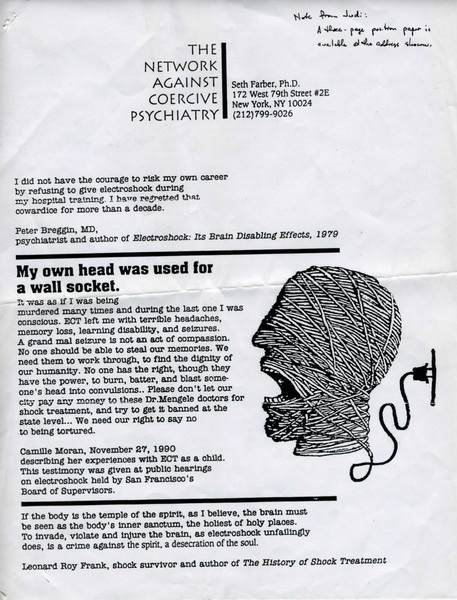 Note from Judi:
A three-page position paper is
available at the address shown.
THE
NETWORK
AGAINST
COERCIVE
PSYCHIATRY
Seth Farber, Ph.D.
172 West 79th Street #2E
New York, NY 10024
(212)799-9026
I did not have the courage to risk my own career
by refusing to give electroshock during
my hospital training. I have regretted that
cowardice for more than a decade.
Peter Breggin, MD,
psychiatrist and author of Electroshock: Its Brain Disabling Effects, 1979
My own head was used for
a wall socket.
It was as if I was being
murdered many times and during the last one I was
conscious. ECT left me with terrible headaches,
memory loss, learning disability, and seizures.
A grand mal seizure is not an act of compassion.
No one should be able to steal our memories. We
need them to work through, to find the dignity of
our humanity. No one has the right, though they
have the power, to burn, batter, and blast some-
one's head into convulsions.. Please don't let our
city pay any money to these Dr.Mengele doctors for
shock treatment, and try to get it banned at the
state level... We need our right to say no
to being tortured.
Camille Moran, November 27, 1990
describing her experiences with ECT as a child.
This testimony was given at public hearings
on electroshock held by San Francisco's
Board of Supervisors.
If the body is the temple of the spirit, as I believe, the brain must
be seen as the body's inner sanctum, the holiest of holy places.
To invade, violate and injure the brain, as electroshock unfailingly
does, is a crime against the spirit, a desecration of the soul.
Leonard Roy Frank, shock survivor and author of The History of Shock Treatment